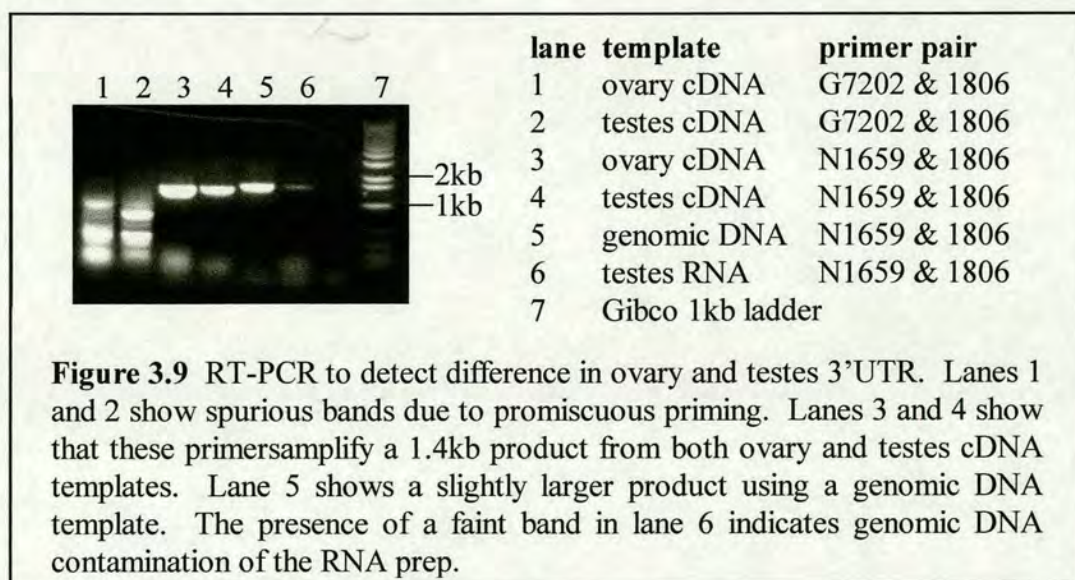 lane template primer pair
1 2 3 4 5 6 7
1 ovary cDNA G7202 & 1806
2 testes cDNA G7202 & 1806
3 ovary cDNA N1659 & 1806
2kb
4 testes cDNA N1659 & 1806
1kb
5 genomic DNA N1659 & 1806
6 testes RNA N1659 & 1806
7 Gibco 1kb ladder
Figure 3.9 RT-PCR to detect difference in ovary and testes 3’UTR. Lanes 1
and 2 show spurious bands due to promiscuous priming. Lanes 3 and 4 show
that these primersamplify a 1.4kb product from both ovary and testes cDNA
templates. Lane 5 shows a slightly larger product using a genomic DNA
template. The presence of a faint band in lane 6 indicates genomic DNA
contamination of the RNA prep.